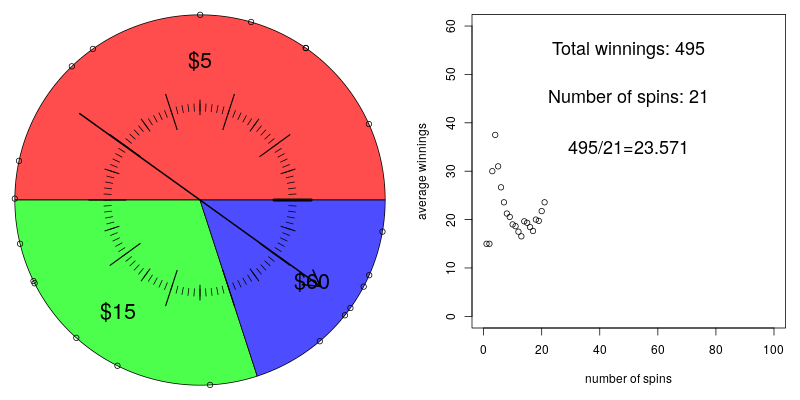 $5
$15
$60
Total winnings: 495
Number of spins: 21
495/21=23.571
average winnings
60
50
40
30
20
10
0
0 20 40 60 80 100
number of spins